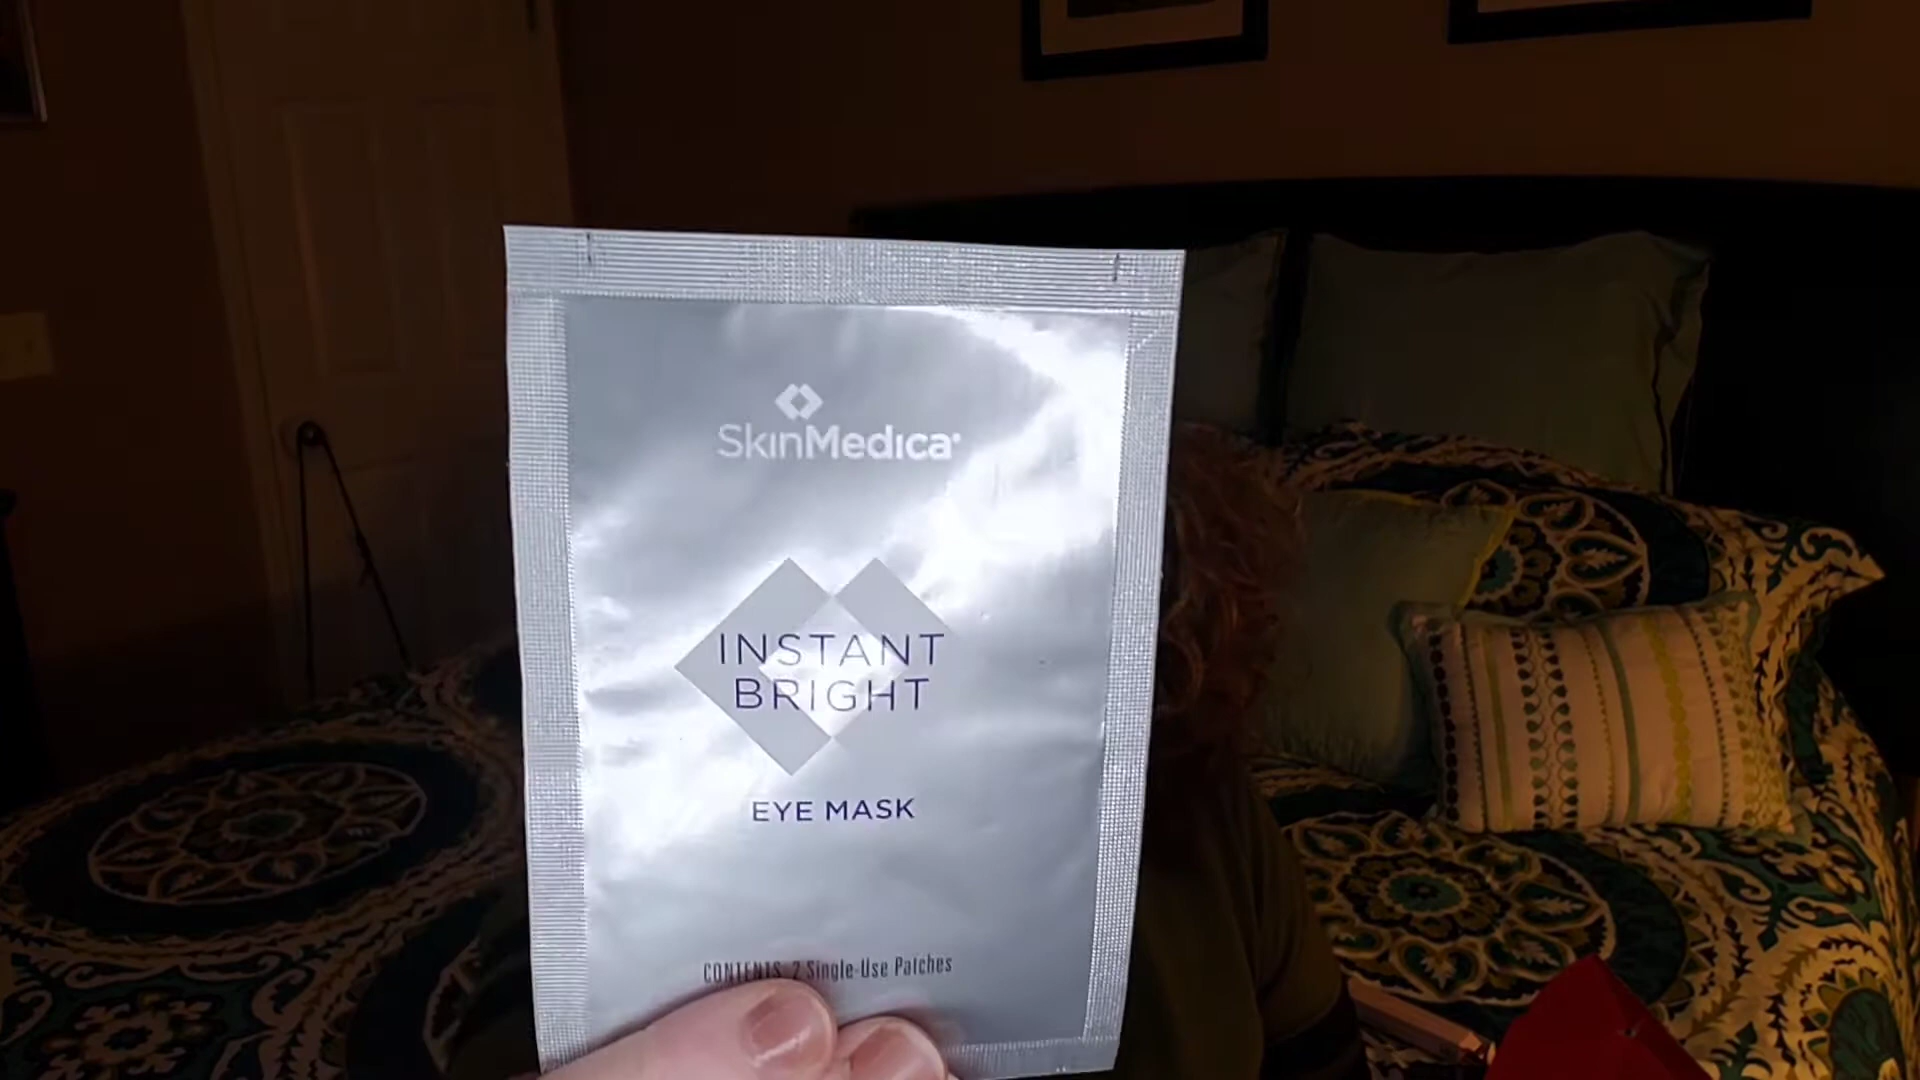 SkinMedica®
INSTANT
BRIGHT
EYE MASK
CONTENTS 2 Single-Use Patches